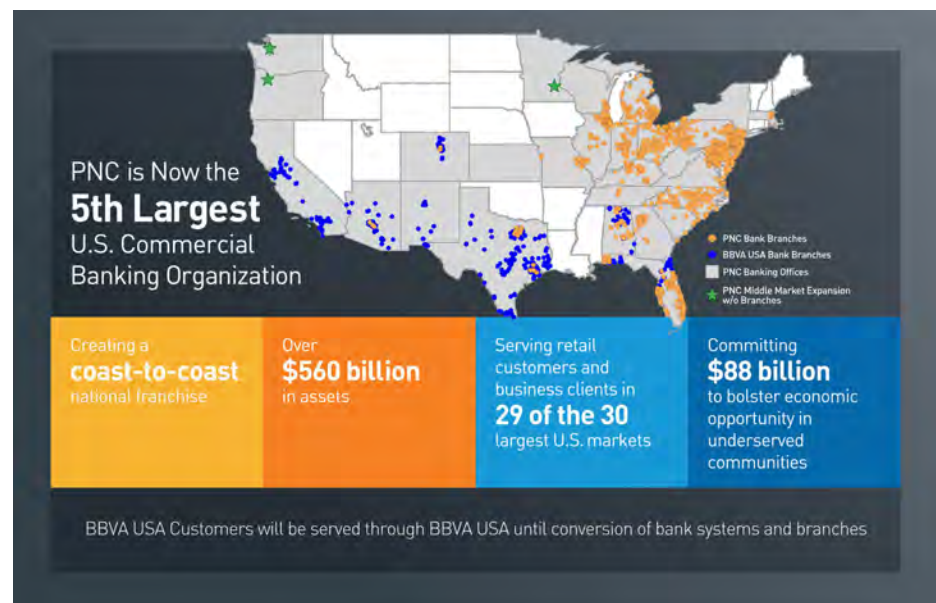 PNC is Now the
5th Largest
U.S. Commercial
Banking Organization
PNC Bank Branches
BBVA USA Bank Branches
PNC Banking Offices
PNC Middle Market Expansion
w/o Branches
Creating a
coast-to-coast
national franchise
Over
$560 billion
in assets
Serving retail
customers and
business clients in
29 of the 30
largest U.S. markets
Committing
$88 billion
to bolster economic
opportunity in
underserved
communities
BBVA USA Customers will be served through BBVA USA until conversion of bank systems and branches